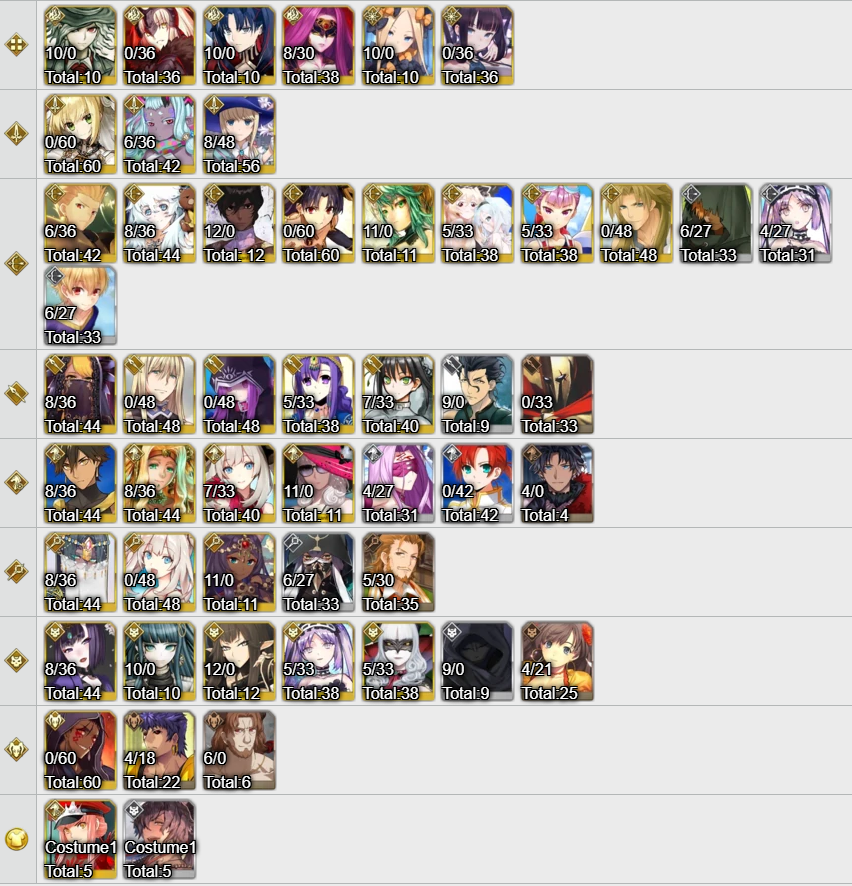 10/0 0/36 10/0 8/30 10/0 0/36
Total:10 Total:36 Total:10 Total:38 Total:10 Total:36
0/60 6/36 8/48
Total:60 Total:42 Total:56
6/36 8/36 12/0 0/60 11/0 5/33 5/33 0/48 6/27 4/27
Total:42 Total:44 Total:12 Total:60 Total:11 Total:38 Total:38 Total:48 Total:33 Total:31
6/27
Total:33
8/36 0/48 0/48 5/33 7/33 9/0 0/33
Total:44 Total:48 Total:48 Total:38 Total:40 Total:9 Total:33
8/36 8/36 7/33 11/0 4/27 0/42 4/0
Total:44 Total:44 Total:40 Total:11 Total:31 Total:42 Total:4
8/36 0/48 11/0 6/27 5/30
Total:44 Total:48 Total:11 Total:33 Total:35
8/36 10/0 12/0 5/33 5/33 9/0 4/21
Total:44 Total:10 Total:12 Total:38 Total:38 Total:9 Total:25
0/60 4/18 6/0
Total:60 Total:22 Total:6
Costume1 Costume1
Total:5 Total:5